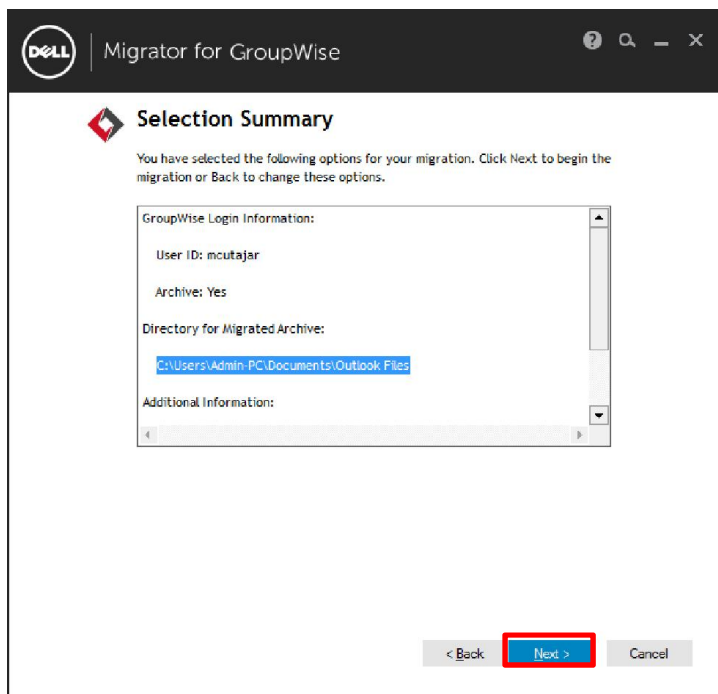 DELL
Migrator for GroupWise
Selection Summary
You have selected the following options for your migration. Click Next to begin the
migration or Back to change these options.
GroupWise Login Information:
User ID: mcutajar
Archive: Yes
Directory for Migrated Archive:
C:\Users\Admin-PC\Documents\Outlook Files
Additional Information:
< Back Next > Cancel